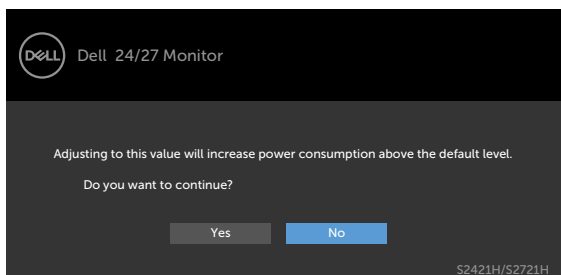 DELL
Dell 24/27 Monitor
Adjusting to this value will increase power consumption above the default level.
Do you want to continue?
Yes No
S2421H/S2721H